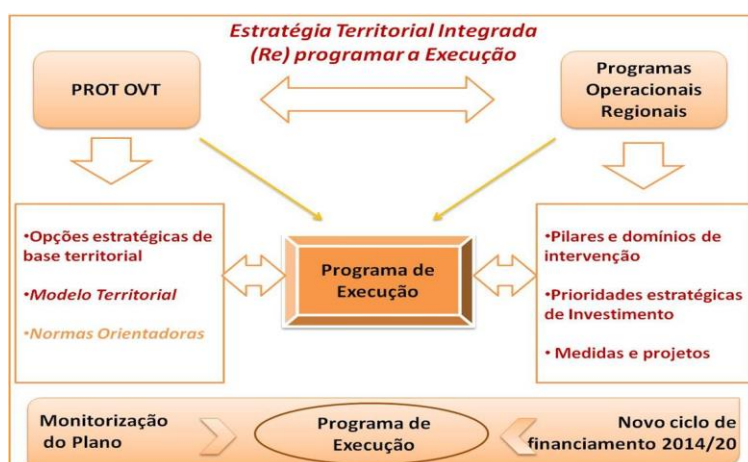 Estratégia Territorial Integrada
(Re) programar a Execução
PROT OVT
Programas
Operacionais
Regionais
•Opções estratégicas de
base territorial
•Modelo Territorial
•Normas Orientadoras
Programa de
Execução
•Pilares e domínios de
intervenção
•Prioridades estratégicas
de Investimento
• Medidas e projetos
Monitorização
do Plano
Programa de
Execução
Novo ciclo de
financiamento 2014/20